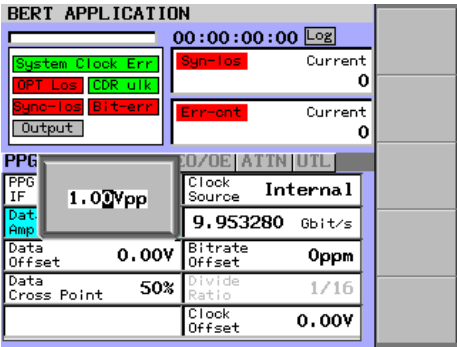 BERT APPLICATION
00:00:00:00 Log
System Clock Err
OPT Los CDR ulk
Sync-los Bit-err
Output
Syn-los Current
0
Err-cnt Current
0
PPG EO/OE ATTN UTL
PPG IF
1.00Vpp
Clock Source Internal
Dat
Amp
9.953280 Gbit/s
Data Offset 0.00V
Bitrate Offset 0ppm
Data Cross Point 50%
Divide Ratio 1/16
Clock Offset 0.00V